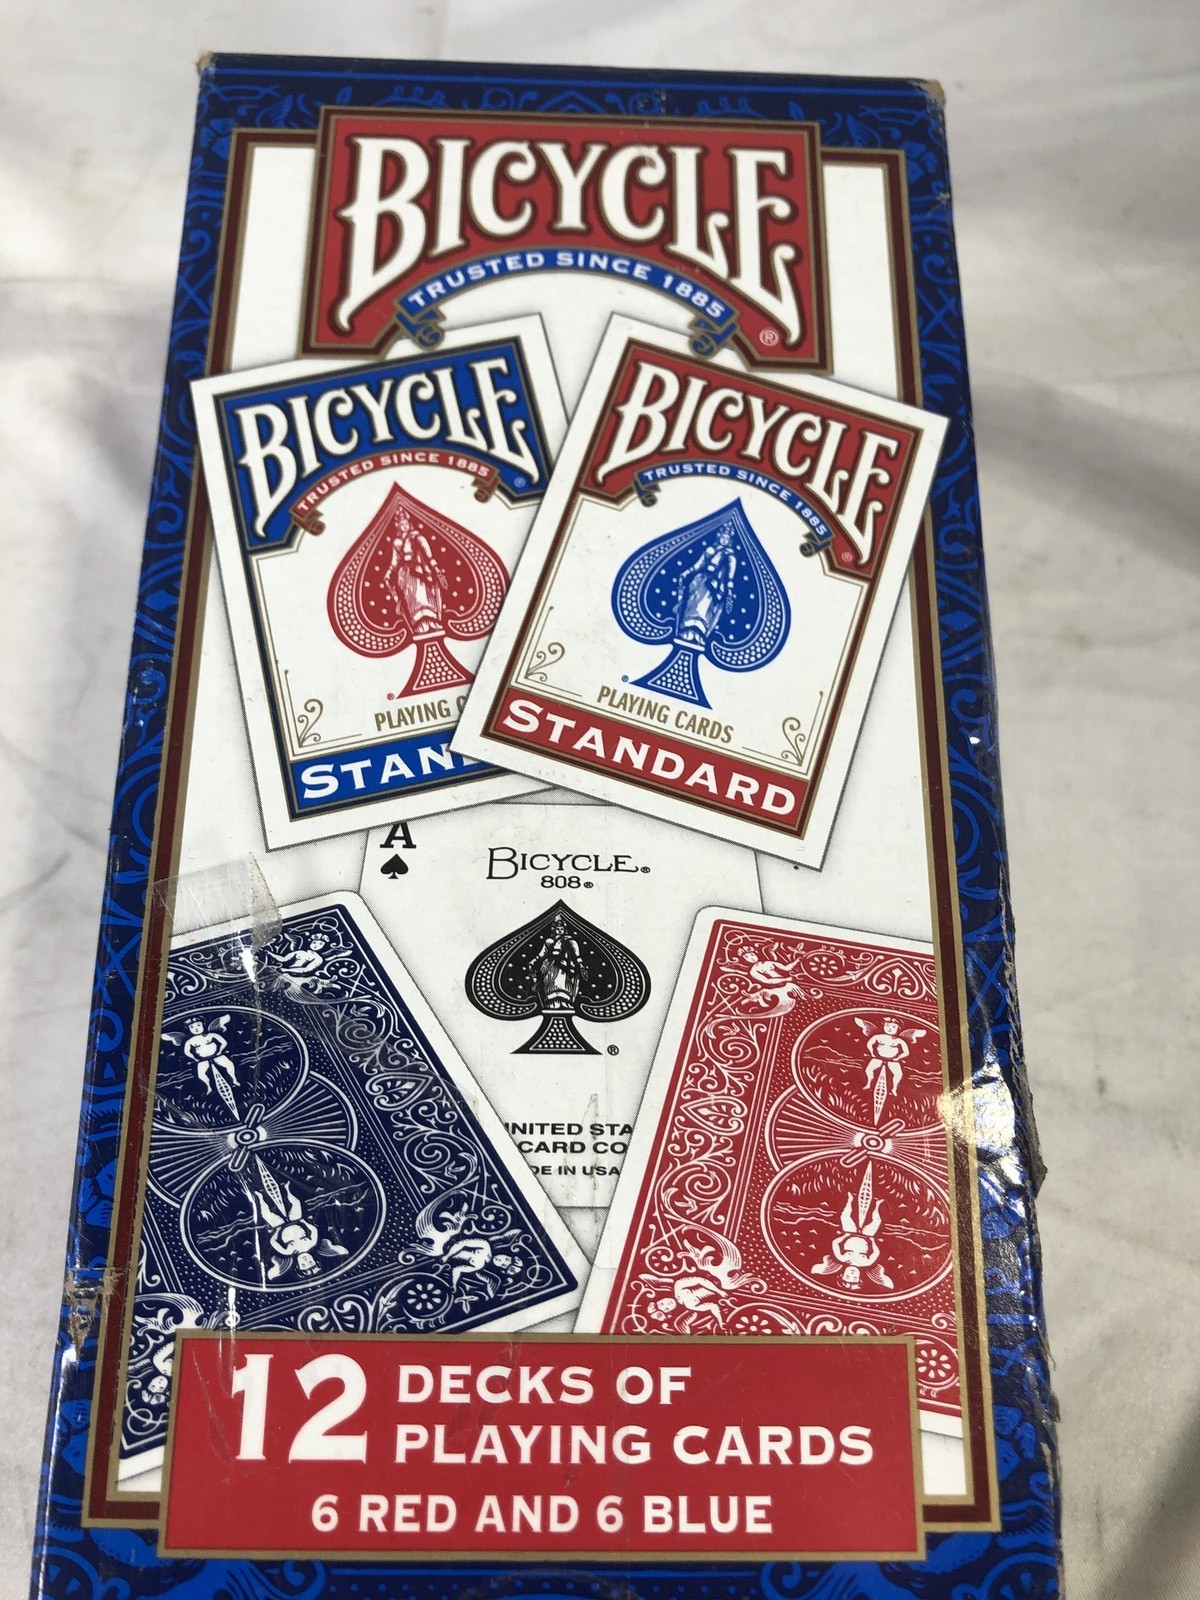 BICYCLE®
TRUSTED SINCE 1885
BICYCLE®
TRUSTED SINCE 1885
PLAYING
STAN
BICYCLE®
TRUSTED SINCE 1885
PLAYING CARDS
STANDARD
A
BICYCLE®
808®
®
NITED STA
CARD CO
DE IN USA
12 DECKS OF
PLAYING CARDS
6 RED AND 6 BLUE